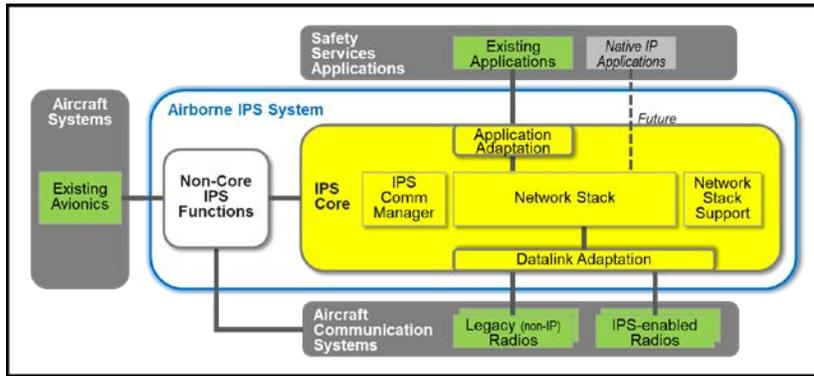 Safety
Services
Applications
Existing
Applications
Native IP
Applications
Aircraft
Systems
Airborne IPS System
Future
Application
Adaptation
Existing
Avionics
Non-Core
IPS
Functions
IPS
Core
IPS
Comm
Manager
Network Stack
Network
Stack
Support
Datalink Adaptation
Aircraft
Communication
Systems
Legacy (non-IP)
Radios
IPS-enabled
Radios